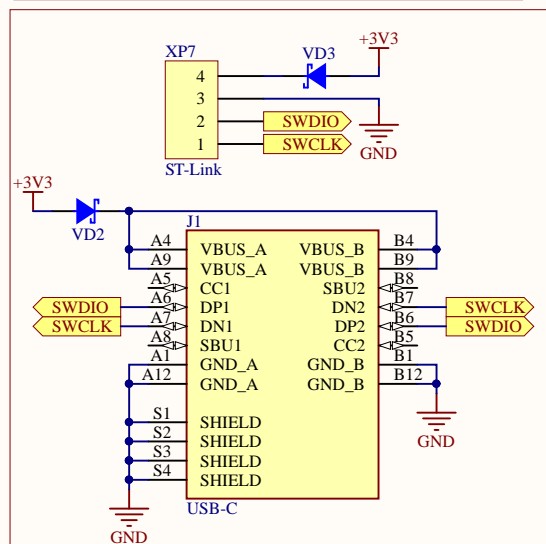 +3V3
XP7
VD3
4
3
2 SWDIO
1 SWCLK
GND
ST-Link
+3V3
VD2
J1
A4 VBUS_A VBUS_B B4
A9 VBUS_A VBUS_B B9
A5 CC1 SBU2 B8
SWDIO A6 DP1 DN2 B7 SWCLK
SWCLK A7 DN1 DP2 B6 SWDIO
A8 SBU1 CC2 B5
A1 GND_A GND_B B1
A12 GND_A GND_B B12
S1 SHIELD
S2 SHIELD
S3 SHIELD
S4 SHIELD
GND
USB-C
GND